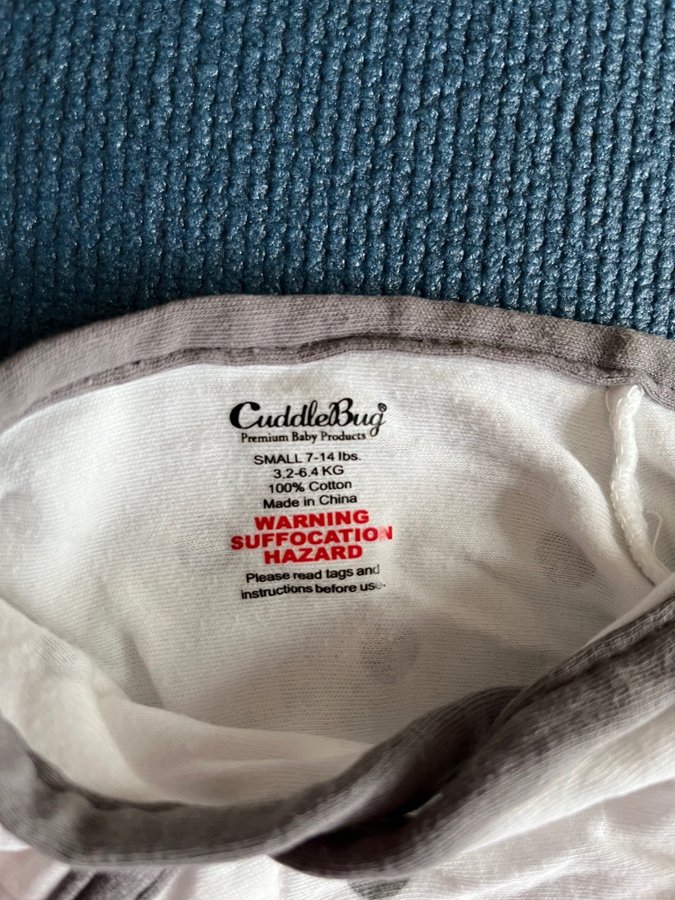 CuddleBug®
Premium Baby Products
SMALL 7-14 lbs.
3.2-6.4 KG
100% Cotton
Made in China
WARNING
SUFFOCATION
HAZARD
Please read tags and
instructions before use.